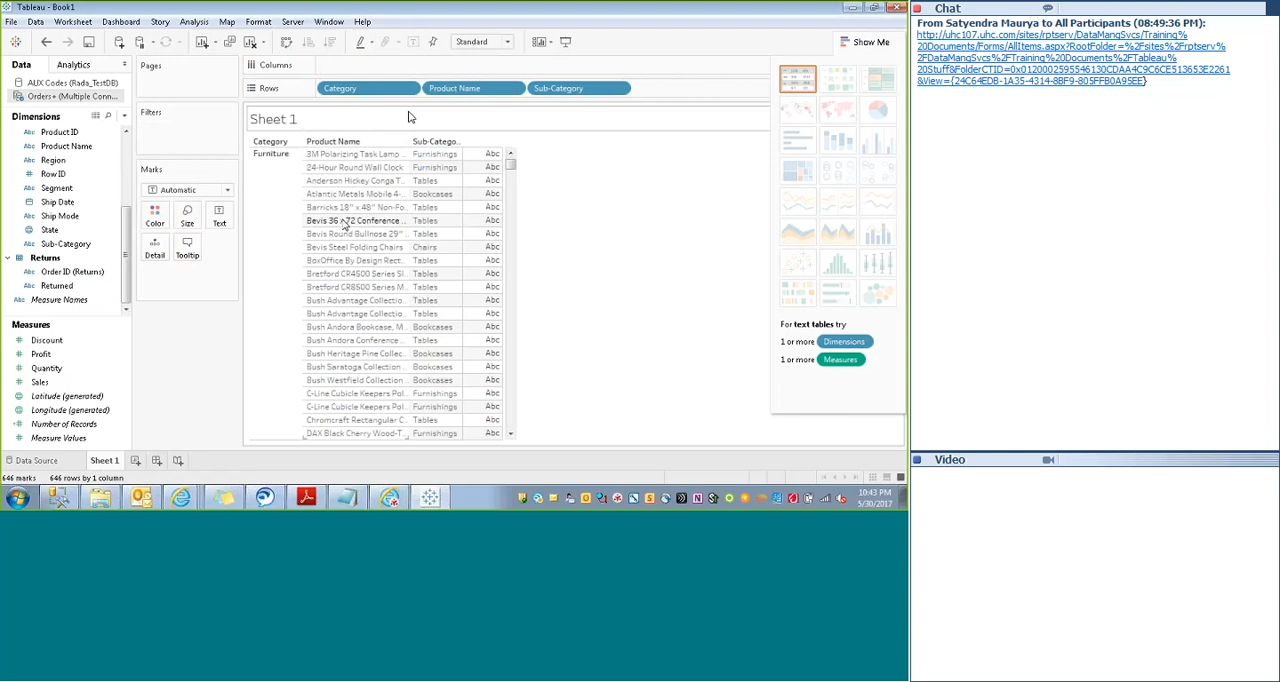 Tableau - Book1
File Data Worksheet Dashboard Story Analysis Map Format Server Window Help
Standard
Show Me
Data Analytics
AUX Codes (Rada_TestDB)
Orders+ (Multiple Conn...
Dimensions
Product ID
Product Name
Region
Row ID
Segment
Ship Date
Ship Mode
State
Sub-Category
Returns
Order ID (Returns)
Returned
Measure Names
Measures
Discount
Profit
Quantity
Sales
Latitude (generated)
Longitude (generated)
Number of Records
Measure Values
Pages
Filters
Marks
Automatic
Color Size Text
Detail Tooltip
Columns
Rows Category Product Name Sub-Category
Sheet 1
Category Product Name Sub-Catego..
Furniture 3M Polarizing Task Lamp .. Furnishings Abc
24-Hour Round Wall Clock Furnishings Abc
Anderson Hickey Conga T.. Tables Abc
Atlantic Metals Mobile 4-.. Bookcases Abc
Barricks 18" x 48" Non-Fo.. Tables Abc
Bevis 36 x 72 Conference .. Tables Abc
Bevis Round Bullnose 29" .. Tables Abc
Bevis Steel Folding Chairs Chairs Abc
BoxOffice By Design Rect.. Tables Abc
Bretford CR4500 Series Sl.. Tables Abc
Bretford CR8500 Series M.. Tables Abc
Bush Advantage Collectio.. Tables Abc
Bush Advantage Collectio.. Tables Abc
Bush Andora Bookcase, M.. Bookcases Abc
Bush Andora Conference .. Tables Abc
Bush Heritage Pine Collec.. Bookcases Abc
Bush Saratoga Collection .. Bookcases Abc
Bush Westfield Collection .. Bookcases Abc
C-Line Cubicle Keepers Pol.. Furnishings Abc
C-Line Cubicle Keepers Pol.. Furnishings Abc
Chromcraft Rectangular C.. Tables Abc
DAX Black Cherry Wood-T.. Furnishings Abc
For text tables try
1 or more Dimensions
1 or more Measures
Data Source Sheet 1
646 marks 646 rows by 1 column
10:43 PM
5/30/2017
Chat
From Satyendra Maurya to All Participants (08:49:36 PM):
http://uhc107.uhc.com/sites/rptserv/DataMangSvcs/Training%
20Documents/Forms/AllItems.aspx?RootFolder=%2Fsites%2Frptserv%
2FDataMangSvcs%2FTraining%20Documents%2FTableau%
20Stuff&FolderCTID=0x0120002595546130CDAA4C9C6CE513653E2261
&View={24C64EDB-1A35-4314-8BF9-805FFB0A95EE}
Video